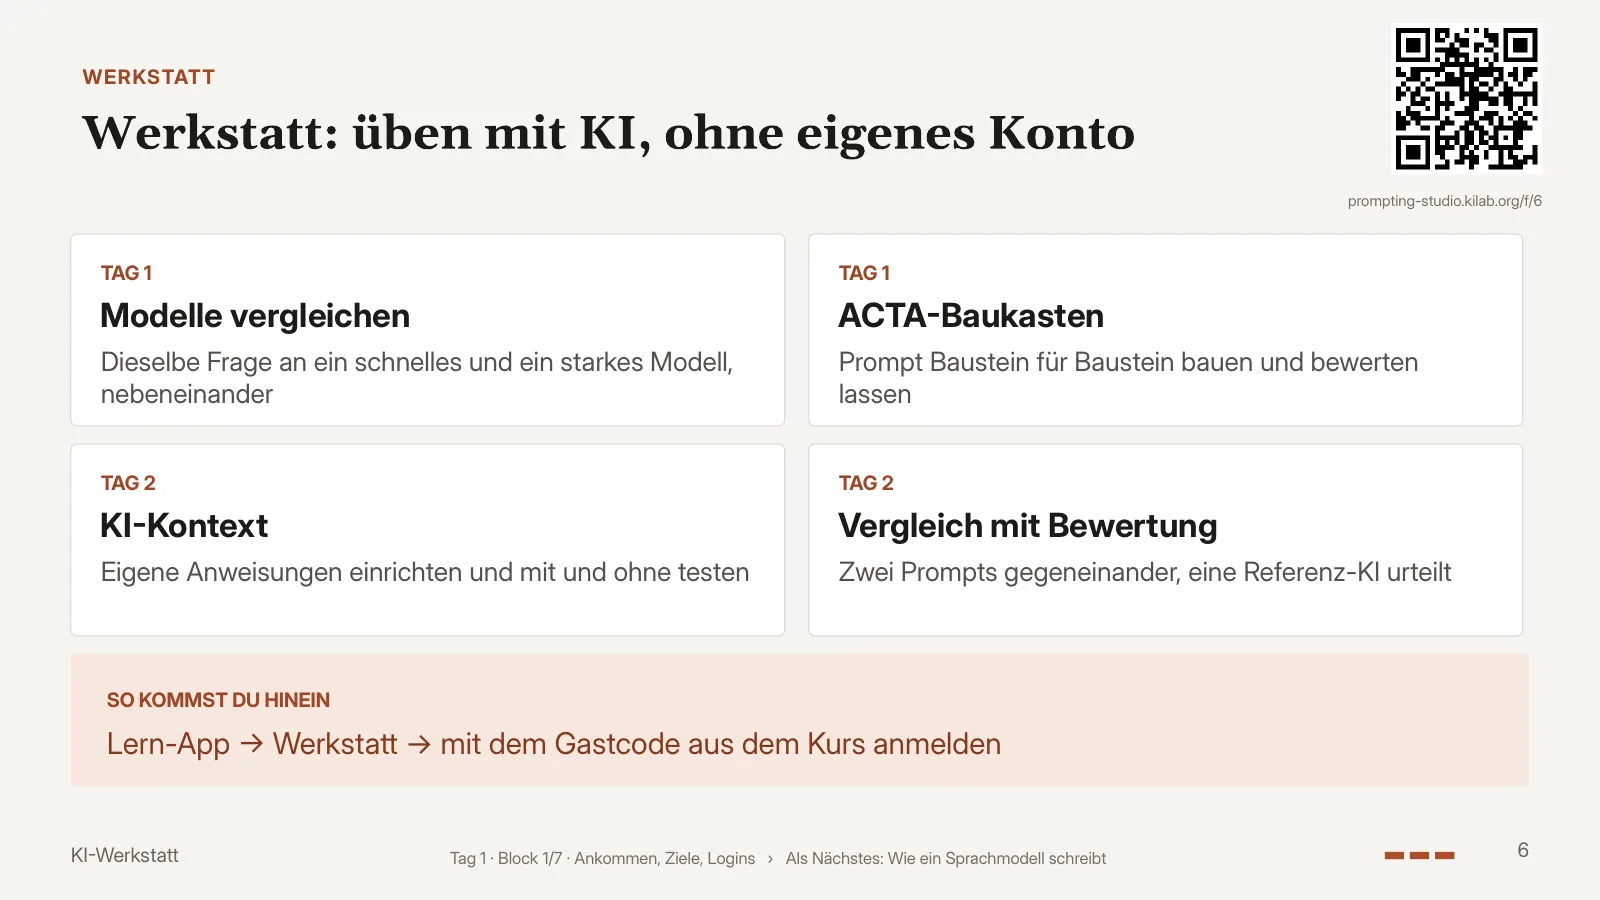 WERKSTATT
Werkstatt: üben mit KI, ohne eigenes Konto
prompting-studio.kilab.org/f/6
TAG 1
Modelle vergleichen
Dieselbe Frage an ein schnelles und ein starkes Modell,
nebeneinander
TAG 1
ACTA-Baukasten
Prompt Baustein für Baustein bauen und bewerten
lassen
TAG 2
KI-Kontext
Eigene Anweisungen einrichten und mit und ohne testen
TAG 2
Vergleich mit Bewertung
Zwei Prompts gegeneinander, eine Referenz-KI urteilt
SO KOMMST DU HINEIN
Lern-App → Werkstatt → mit dem Gastcode aus dem Kurs anmelden
KI-Werkstatt
Tag 1 · Block 1/7 · Ankommen, Ziele, Logins › Als Nächstes: Wie ein Sprachmodell schreibt
6